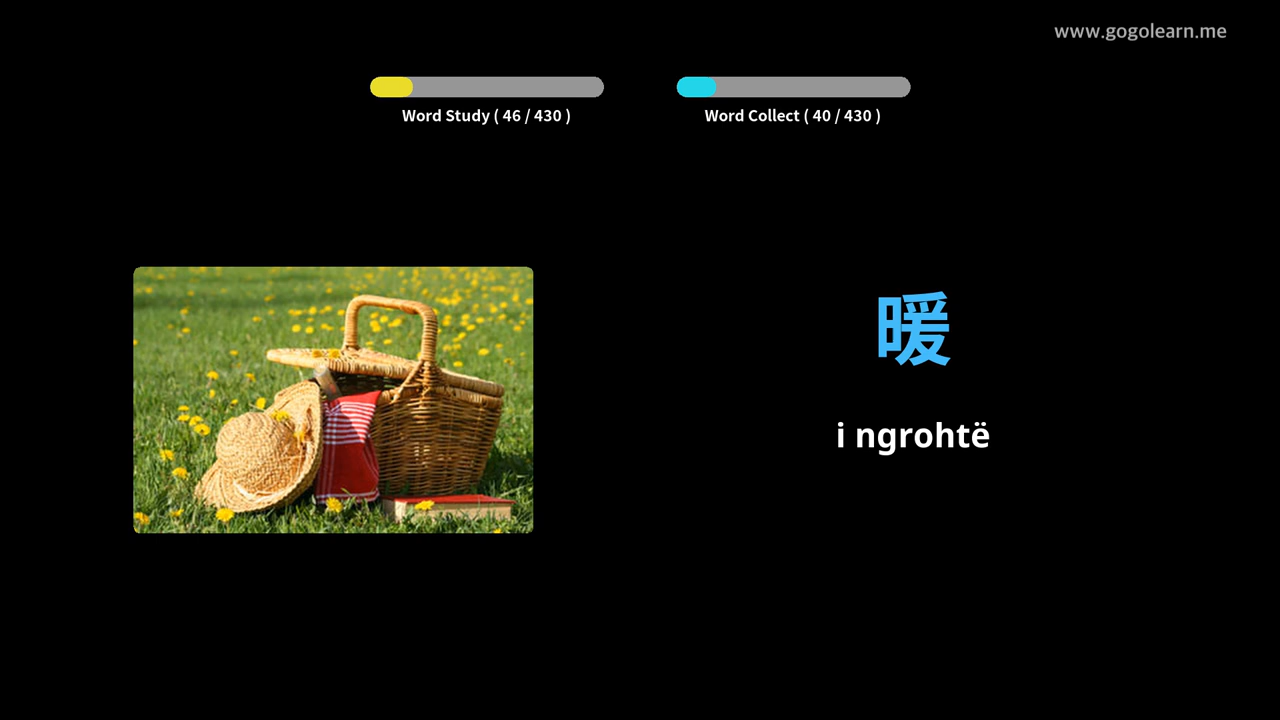 www.gogolearn.me
Word Study ( 46 / 430 )
Word Collect ( 40 / 430 )
暖
i ngrohtë